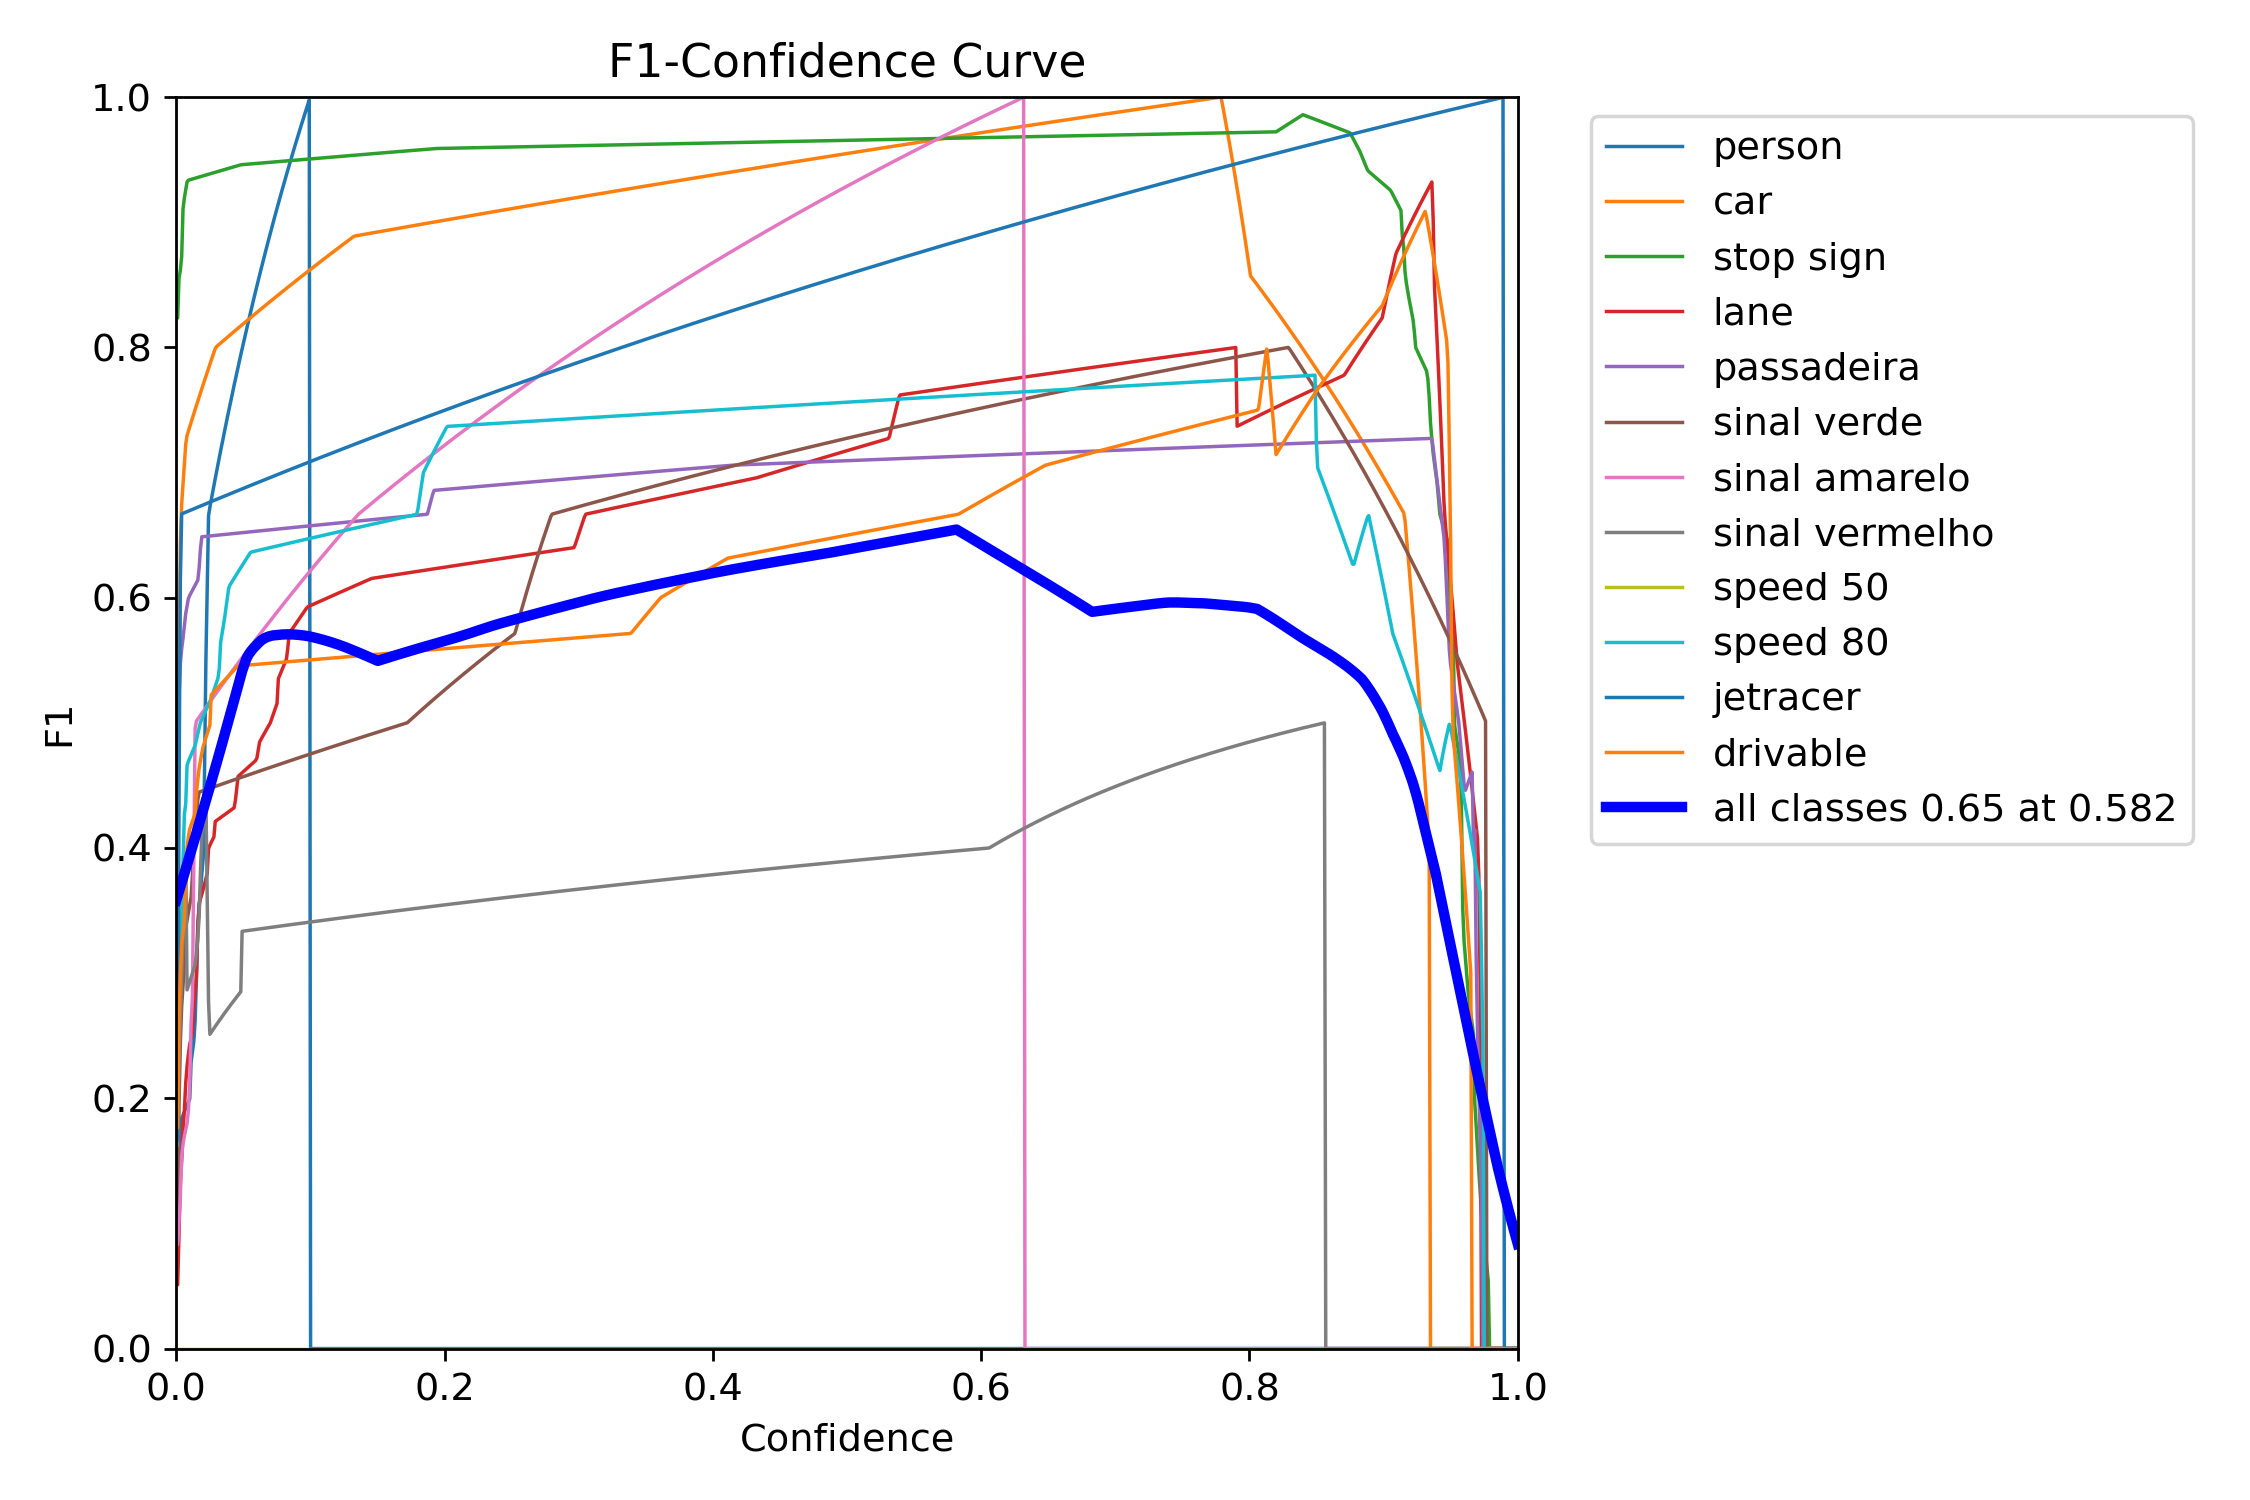 F1-Confidence Curve
1.0
0.8
0.6
0.4
0.2
0.0
F1
0.0 0.2 0.4 0.6 0.8 1.0
Confidence
person
car
stop sign
lane
passadeira
sinal verde
sinal amarelo
sinal vermelho
speed 50
speed 80
jetracer
drivable
all classes 0.65 at 0.582